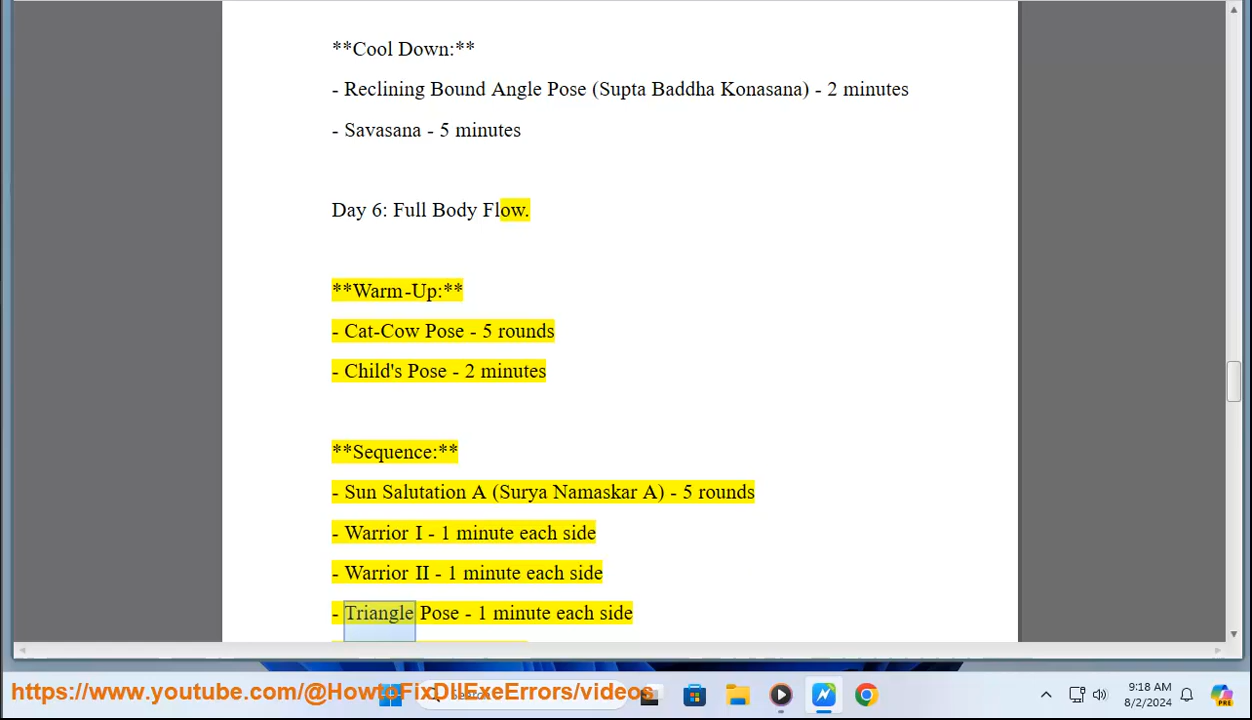 **Cool Down:**
- Reclining Bound Angle Pose (Supta Baddha Konasana) - 2 minutes
- Savasana - 5 minutes
Day 6: Full Body Flow.
**Warm-Up:**
- Cat-Cow Pose - 5 rounds
- Child's Pose - 2 minutes
**Sequence:**
- Sun Salutation A (Surya Namaskar A) - 5 rounds
- Warrior I - 1 minute each side
- Warrior II - 1 minute each side
- Triangle Pose - 1 minute each side
https://www.youtube.com/@HowtoFixDllExeErrors/videos
9:18 AM
8/2/2024
PRE